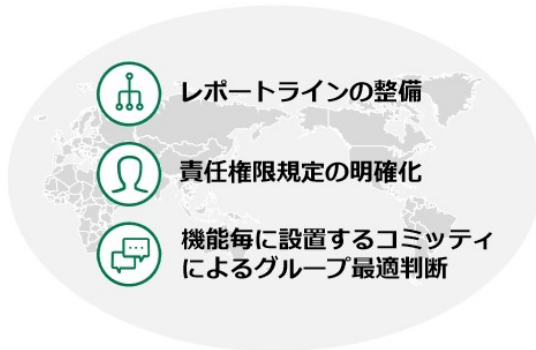 レポートラインの整備
責任権限規定の明確化
機能毎に設置するコミッティ
によるグループ最適判断